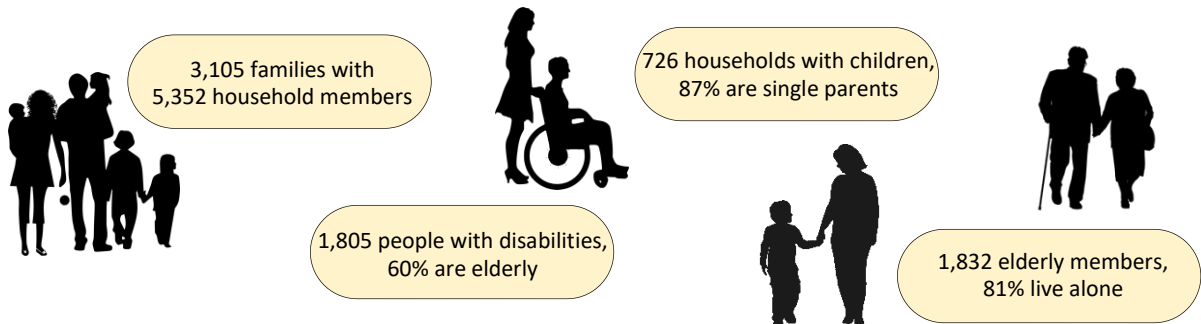 3,105 families with
5,352 household members
1,805 people with disabilities,
60% are elderly
726 households with children,
87% are single parents
1,832 elderly members,
81% live alone